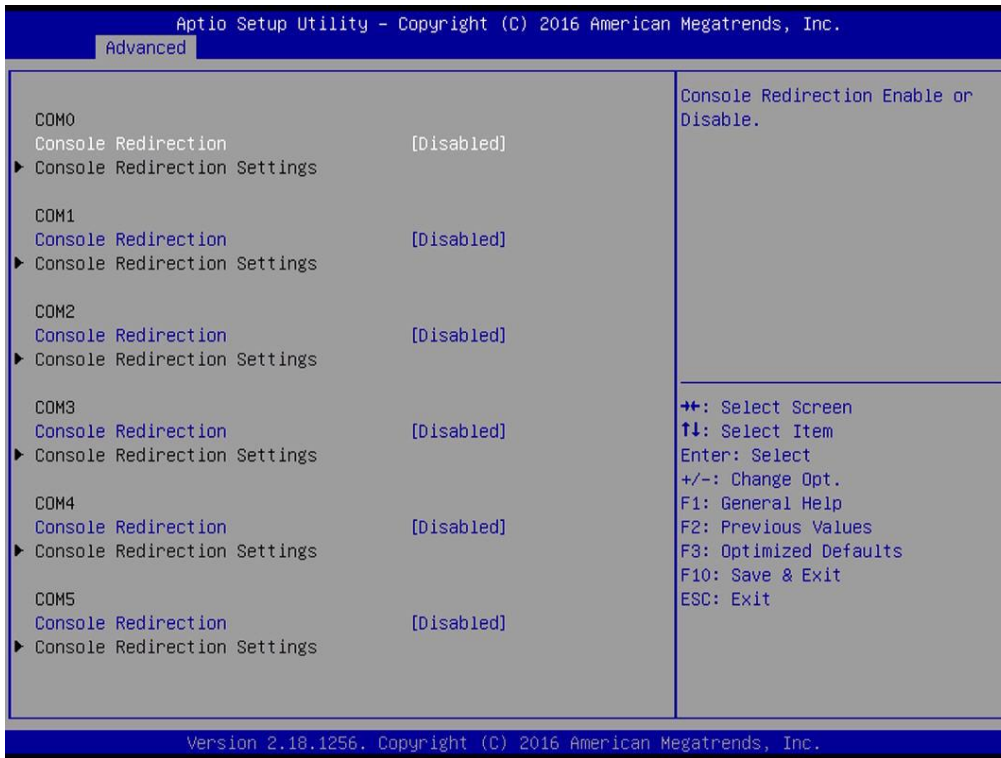 Aptio Setup Utility – Copyright (C) 2016 American Megatrends, Inc.
Advanced
COM0
Console Redirection [Disabled]
▶ Console Redirection Settings
COM1
Console Redirection [Disabled]
▶ Console Redirection Settings
COM2
Console Redirection [Disabled]
▶ Console Redirection Settings
COM3
Console Redirection [Disabled]
▶ Console Redirection Settings
COM4
Console Redirection [Disabled]
▶ Console Redirection Settings
COM5
Console Redirection [Disabled]
▶ Console Redirection Settings
Console Redirection Enable or
Disable.
→←: Select Screen
↑↓: Select Item
Enter: Select
+/-: Change Opt.
F1: General Help
F2: Previous Values
F3: Optimized Defaults
F10: Save & Exit
ESC: Exit
Version 2.18.1256. Copyright (C) 2016 American Megatrends, Inc.